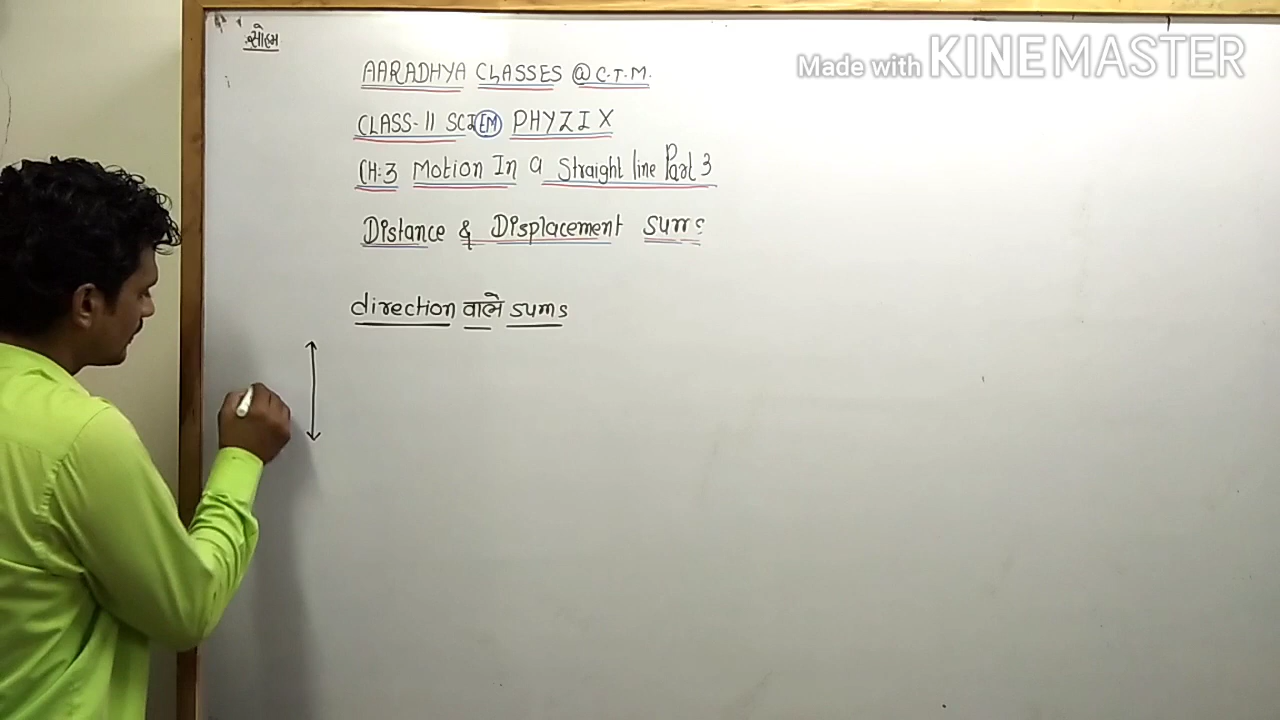 सोहम
Made with KINEMASTER
AARADHYA CLASSES @ C.T.M.
CLASS-11 SCI EM PHYZIX
CH:3 Motion In a Straight line Part 3
Distance & Displacement sums
direction वाले sums